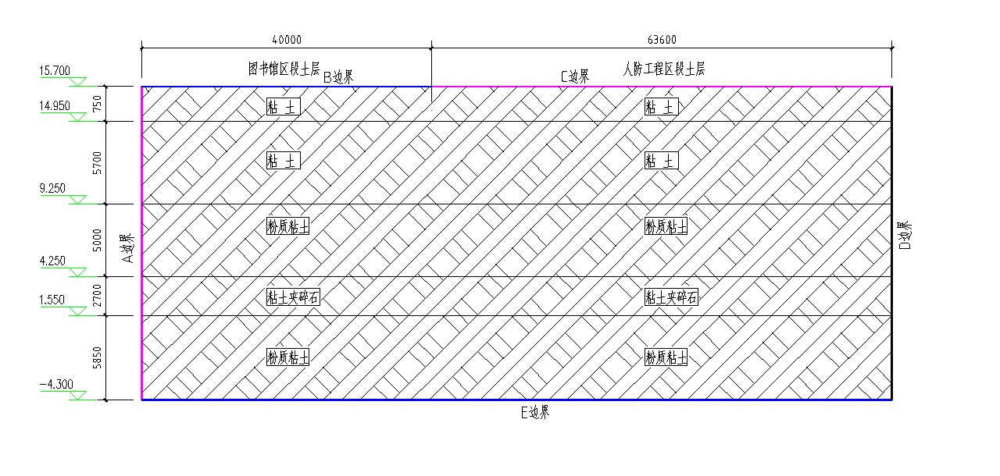 40000
63600
图书馆区段土层
人防工程区段土层
B边界
C边界
15.700
750
14.950
粘 土
粘 土
5700
粘 土
粘 土
9.250
5000
粉质粘土
粉质粘土
A边界
D边界
4.250
2700
粘土夹碎石
粘土夹碎石
1.550
5850
粉质粘土
粉质粘土
-4.300
E边界